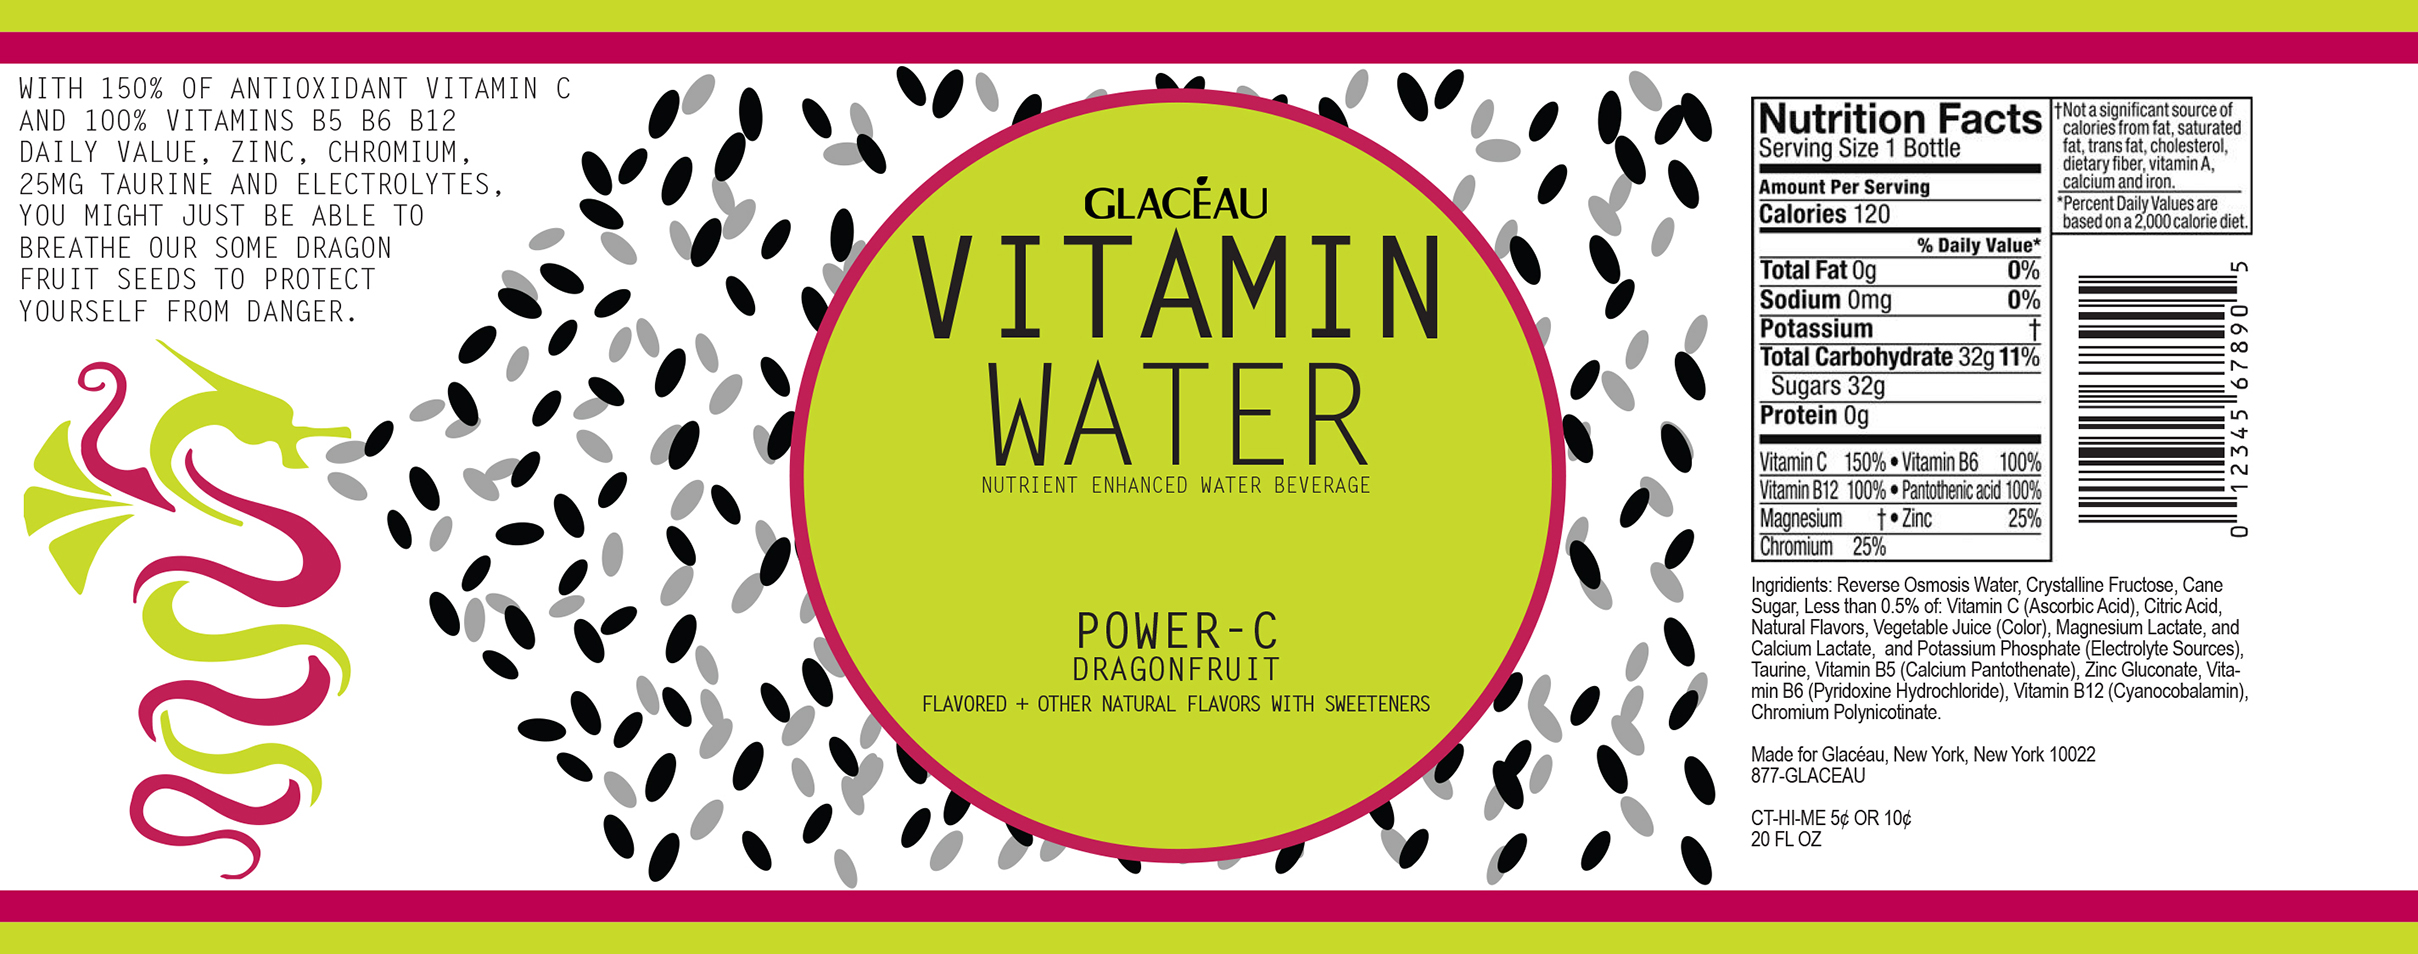 WITH 150% OF ANTIOXIDANT VITAMIN C
AND 100% VITAMINS B5 B6 B12
DAILY VALUE, ZINC, CHROMIUM,
25MG TAURINE AND ELECTROLYTES,
YOU MIGHT JUST BE ABLE TO
BREATHE OUR SOME DRAGON
FRUIT SEEDS TO PROTECT
YOURSELF FROM DANGER.
GLACÉAU
VITAMIN
WATER
NUTRIENT ENHANCED WATER BEVERAGE
POWER-C
DRAGONFRUIT
FLAVORED + OTHER NATURAL FLAVORS WITH SWEETENERS
Nutrition Facts
Serving Size 1 Bottle
Amount Per Serving
Calories 120
% Daily Value*
Total Fat 0g 0%
Sodium 0mg 0%
Potassium †
Total Carbohydrate 32g 11%
Sugars 32g
Protein 0g
Vitamin C 150% • Vitamin B6 100%
Vitamin B12 100% • Pantothenic acid 100%
Magnesium † • Zinc 25%
Chromium 25%
†Not a significant source of
calories from fat, saturated
fat, trans fat, cholesterol,
dietary fiber, vitamin A,
calcium and iron.
*Percent Daily Values are
based on a 2,000 calorie diet.
0 12345 67890 5
Ingridients: Reverse Osmosis Water, Crystalline Fructose, Cane
Sugar, Less than 0.5% of: Vitamin C (Ascorbic Acid), Citric Acid,
Natural Flavors, Vegetable Juice (Color), Magnesium Lactate, and
Calcium Lactate, and Potassium Phosphate (Electrolyte Sources),
Taurine, Vitamin B5 (Calcium Pantothenate), Zinc Gluconate, Vita-
min B6 (Pyridoxine Hydrochloride), Vitamin B12 (Cyanocobalamin),
Chromium Polynicotinate.
Made for Glacéau, New York, New York 10022
877-GLACEAU
CT-HI-ME 5¢ OR 10¢
20 FL OZ